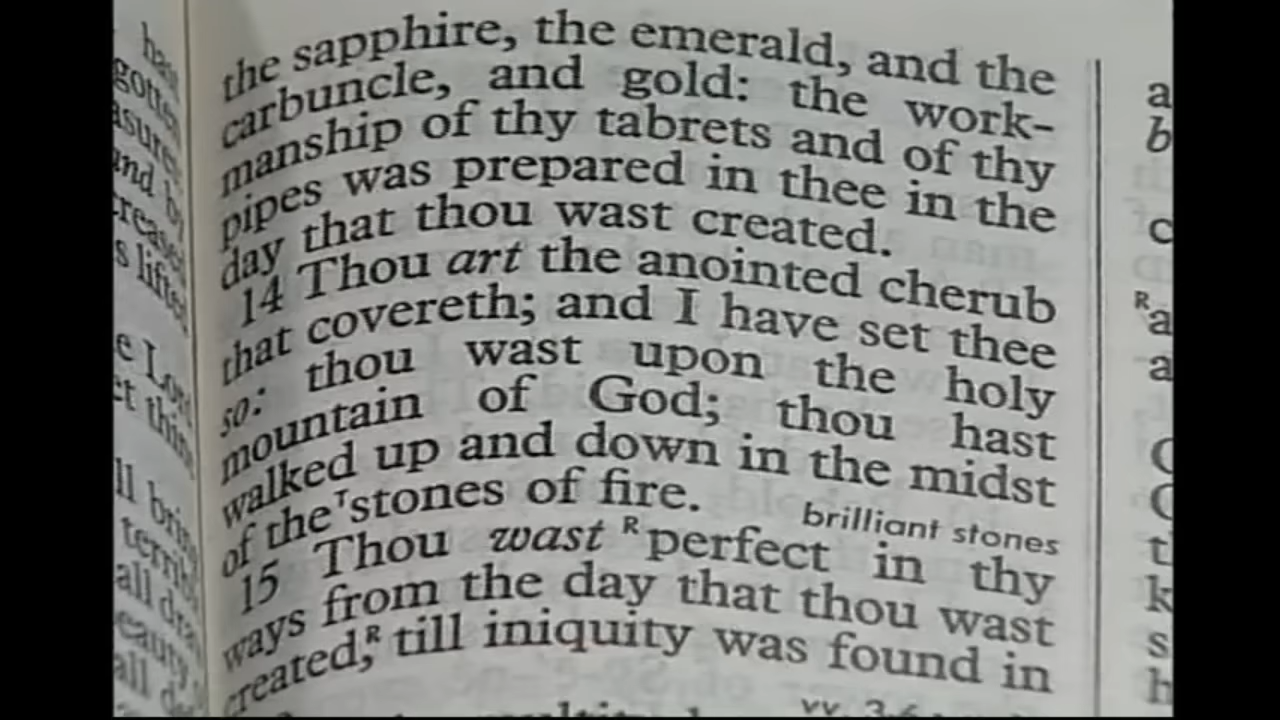 the sapphire, the emerald, and the
carbuncle, and gold: the work-
manship of thy tabrets and of thy
pipes was prepared in thee in the
day that thou wast created.
14 Thou art the anointed cherub
that covereth; and I have set thee
so: thou wast upon the holy
mountain of God; thou hast
walked up and down in the midst
of the ᵀstones of fire.
brilliant stones
15 Thou wast ᴿperfect in thy
ways from the day that thou wast
created,ᴿ till iniquity was found in